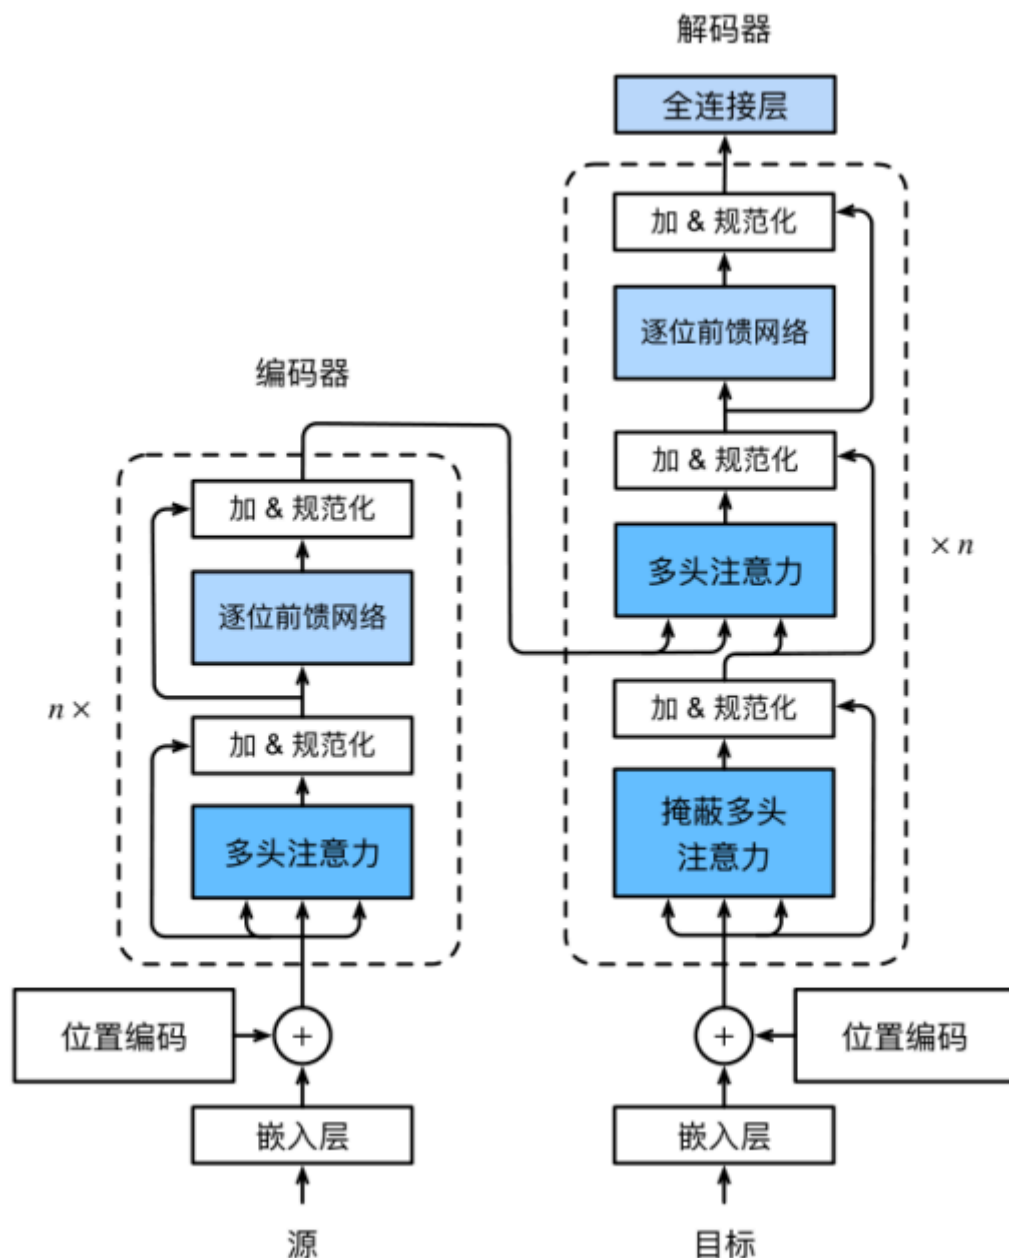 解码器
全连接层
加 & 规范化
逐位前馈网络
加 & 规范化
多头注意力
× n
加 & 规范化
掩蔽多头
注意力
位置编码
+
嵌入层
目标
编码器
加 & 规范化
逐位前馈网络
n ×
加 & 规范化
多头注意力
位置编码
+
嵌入层
源